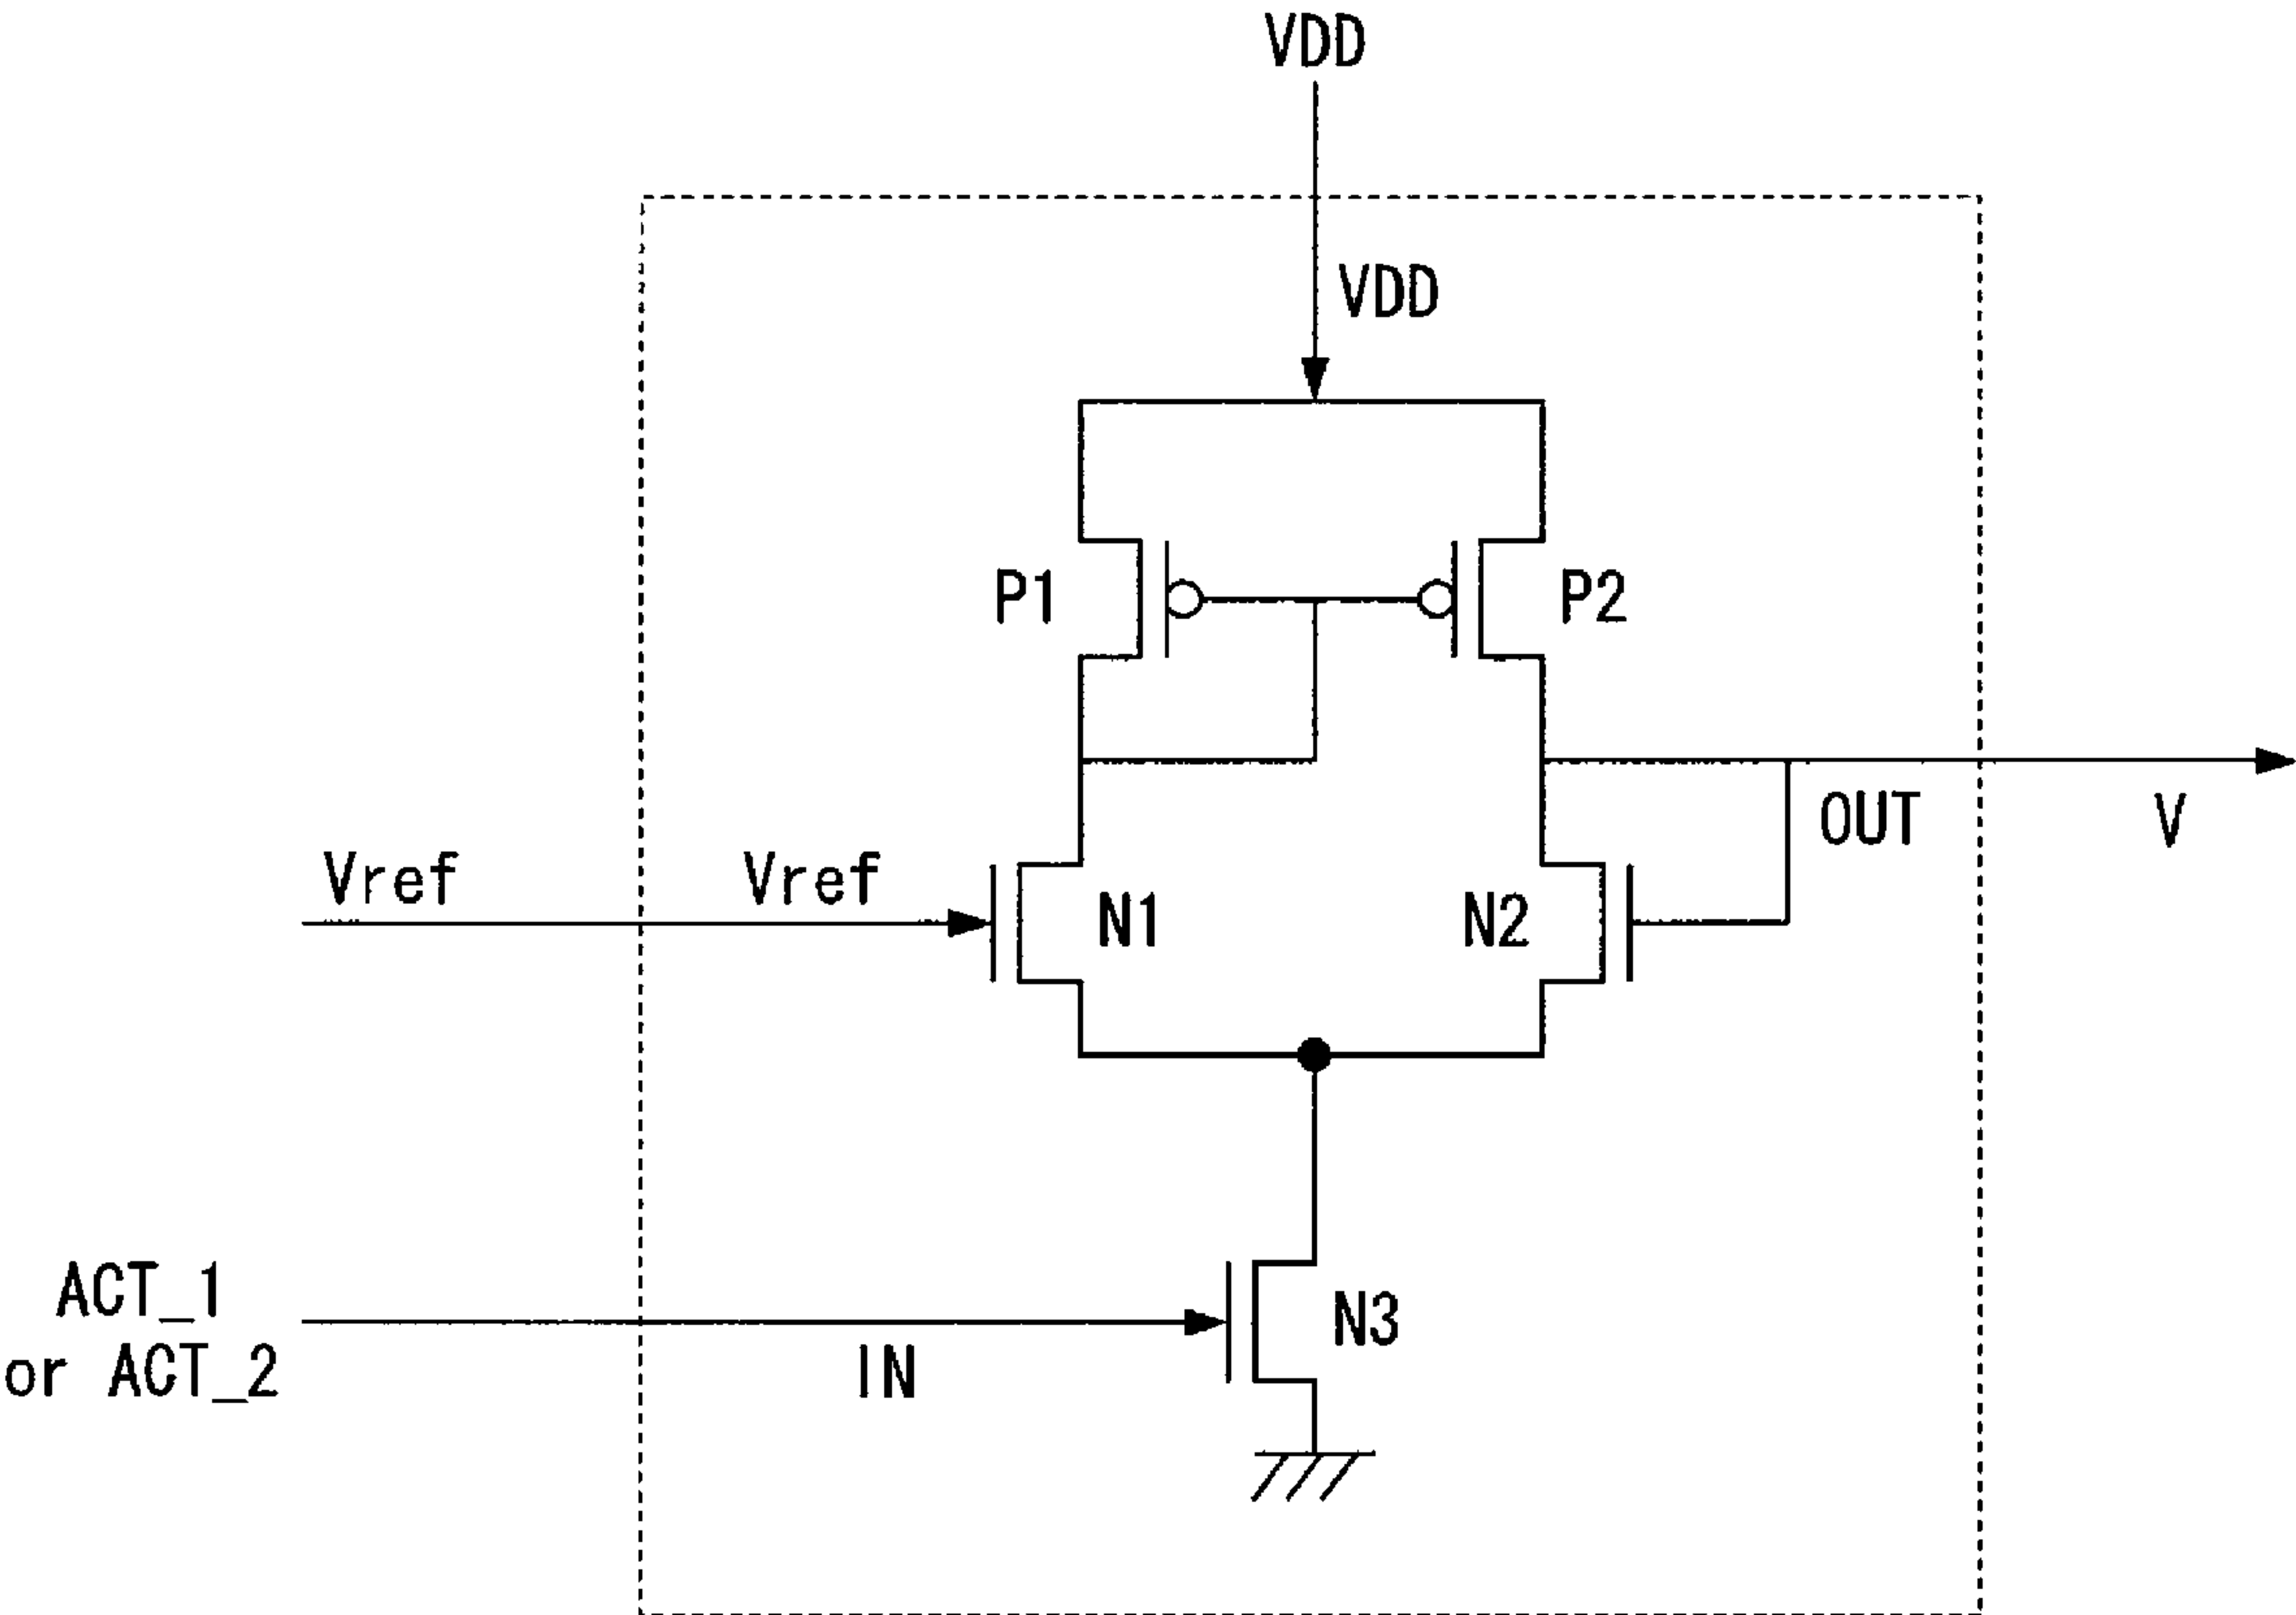 VDD
VDD
P1
P2
OUT
V
Vref
Vref
N1
N2
ACT_1
or ACT_2
IN
N3